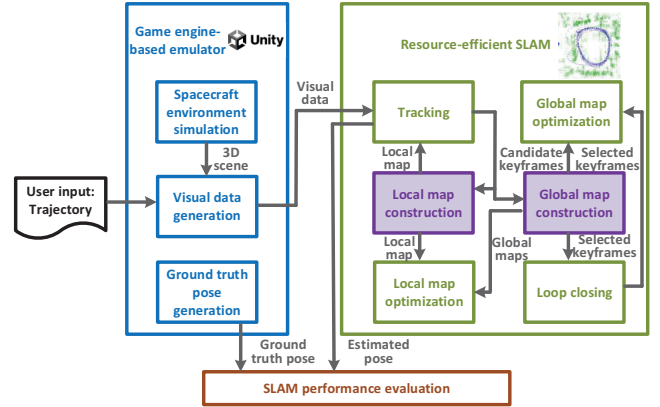 Game engine-
based emulator
Unity
Resource-efficient SLAM
Spacecraft
environment
simulation
Visual
data
Tracking
Global map
optimization
3D
scene
Local
map
Candidate
keyframes
Selected
keyframes
User input:
Trajectory
Visual data
generation
Local map
construction
Global map
construction
Local
map
Global
maps
Selected
keyframes
Ground truth
pose
generation
Local map
optimization
Loop closing
Ground
truth pose
Estimated
pose
SLAM performance evaluation